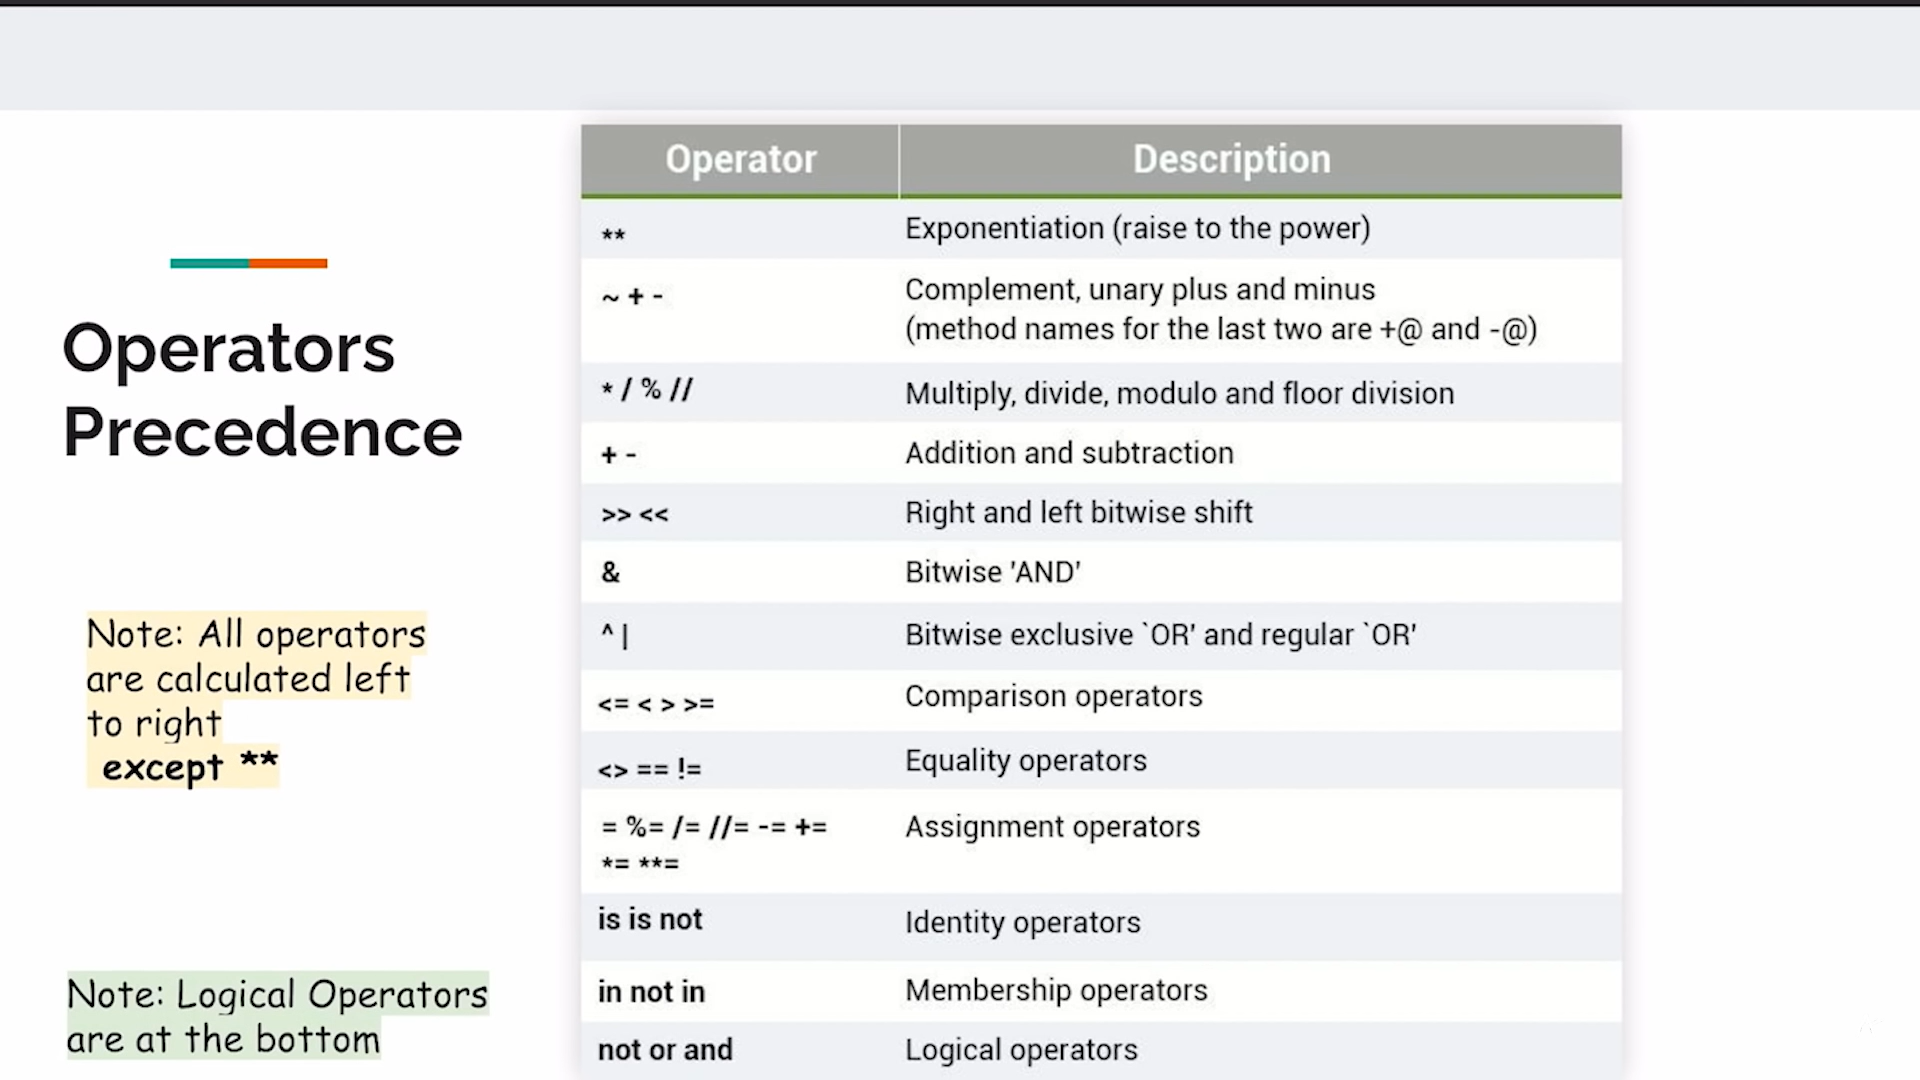 Operators
Precedence
Note: All operators
are calculated left
to right
except **
Note: Logical Operators
are at the bottom
Operator Description
** Exponentiation (raise to the power)
~ + - Complement, unary plus and minus
(method names for the last two are +@ and -@)
* / % // Multiply, divide, modulo and floor division
+ - Addition and subtraction
>> << Right and left bitwise shift
& Bitwise 'AND'
^ | Bitwise exclusive `OR' and regular `OR'
<= < > >= Comparison operators
<> == != Equality operators
= %= /= //= -= += Assignment operators
*= **=
is is not Identity operators
in not in Membership operators
not or and Logical operators